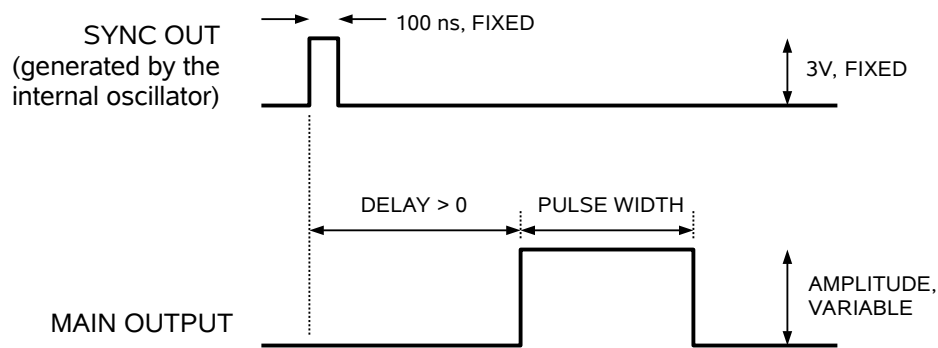 100 ns, FIXED
SYNC OUT
(generated by the
internal oscillator)
3V, FIXED
DELAY > 0
PULSE WIDTH
AMPLITUDE,
VARIABLE
MAIN OUTPUT